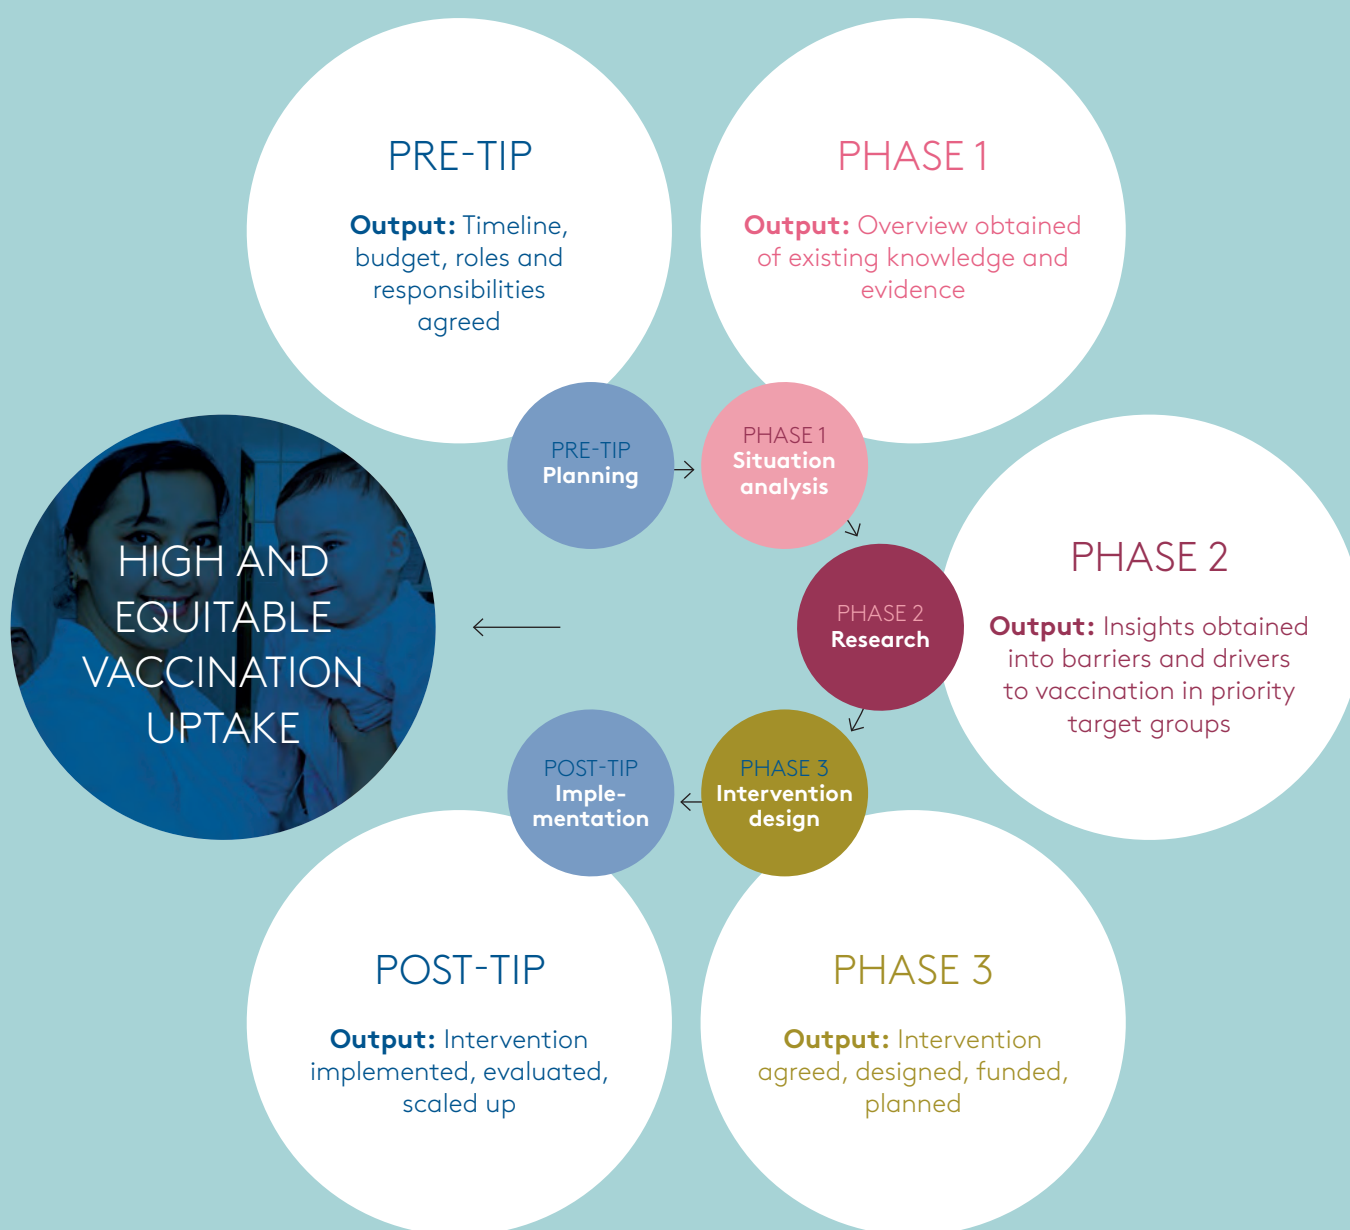 PRE-TIP
Output: Timeline,
budget, roles and
responsibilities
agreed
PHASE 1
Output: Overview obtained
of existing knowledge and
evidence
PRE-TIP
Planning
PHASE 1
Situation
analysis
HIGH AND
EQUITABLE
VACCINATION
UPTAKE
PHASE 2
Research
PHASE 2
Output: Insights obtained
into barriers and drivers
to vaccination in priority
target groups
POST-TIP
Imple-
mentation
PHASE 3
Intervention
design
POST-TIP
Output: Intervention
implemented, evaluated,
scaled up
PHASE 3
Output: Intervention
agreed, designed, funded,
planned